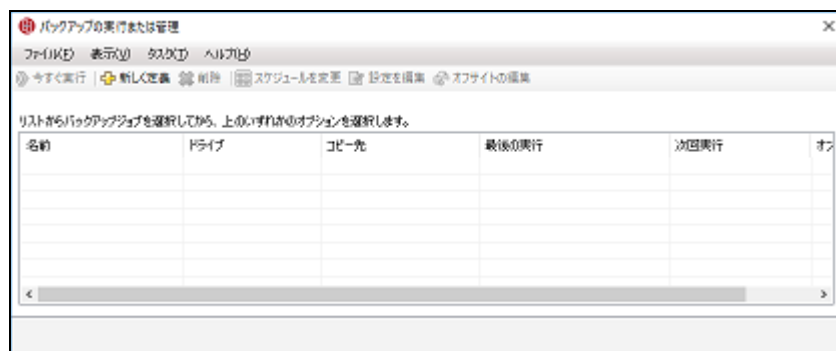 バックアップの実行または管理
ファイル(F) 表示(V) タスク(T) ヘルプ(H)
今すぐ実行 新しく定義 削除 スケジュールを変更 設定を編集 オフサイトの編集
リストからバックアップジョブを選択してから、上のいずれかのオプションを選択します。
名前 ドライブ コピー先 最後の実行 次回実行 オフ